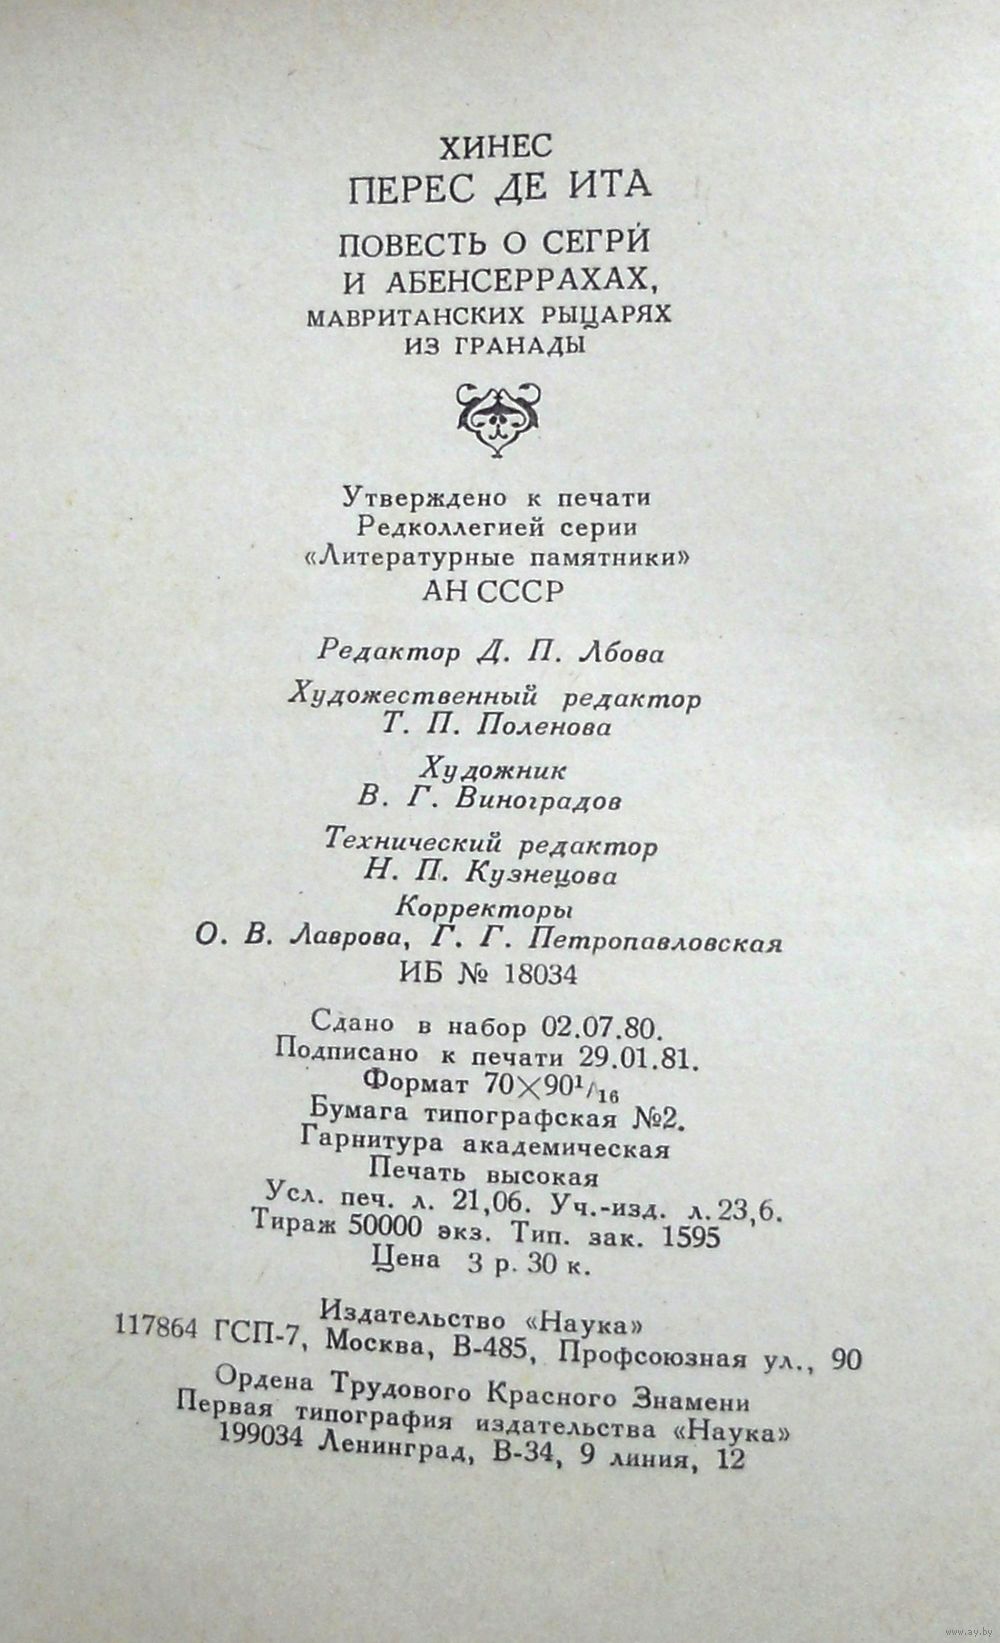 ХИНЕС
ПЕРЕС ДЕ ИТА
ПОВЕСТЬ О СЕГРИ́
И АБЕНСЕРРАХАХ,
МАВРИТАНСКИХ РЫЦАРЯХ
ИЗ ГРАНАДЫ
Утверждено к печати
Редколлегией серии
«Литературные памятники»
АН СССР
Редактор Д. П. Лбова
Художественный редактор
Т. П. Поленова
Художник
В. Г. Виноградов
Технический редактор
Н. П. Кузнецова
Корректоры
О. В. Лаврова, Г. Г. Петропавловская
ИБ № 18034
Сдано в набор 02.07.80.
Подписано к печати 29.01.81.
Формат 70×90¹/₁₆
Бумага типографская №2.
Гарнитура академическая
Печать высокая
Усл. печ. л. 21,06. Уч.-изд. л. 23,6.
Тираж 50000 экз. Тип. зак. 1595
Цена 3 р. 30 к.
Издательство «Наука»
117864 ГСП-7, Москва, В-485, Профсоюзная ул., 90
Ордена Трудового Красного Знамени
Первая типография издательства «Наука»
199034 Ленинград, В-34, 9 линия, 12
www.ay.by